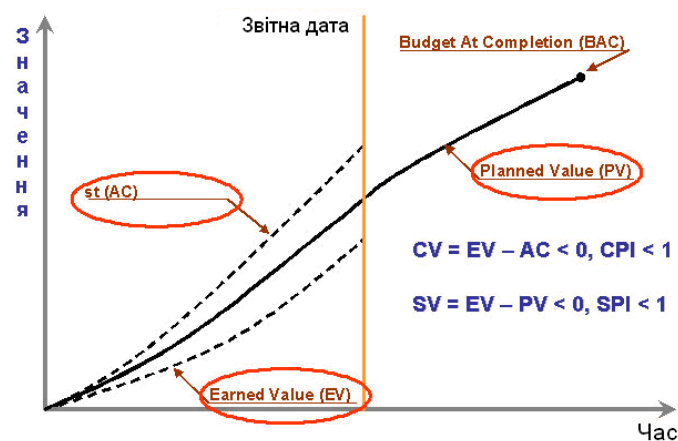 Звітна дата
Значення
Budget At Completion (BAC)
Planned Value (PV)
st (AC)
CV = EV – AC < 0, CPI < 1
SV = EV – PV < 0, SPI < 1
Earned Value (EV)
Час